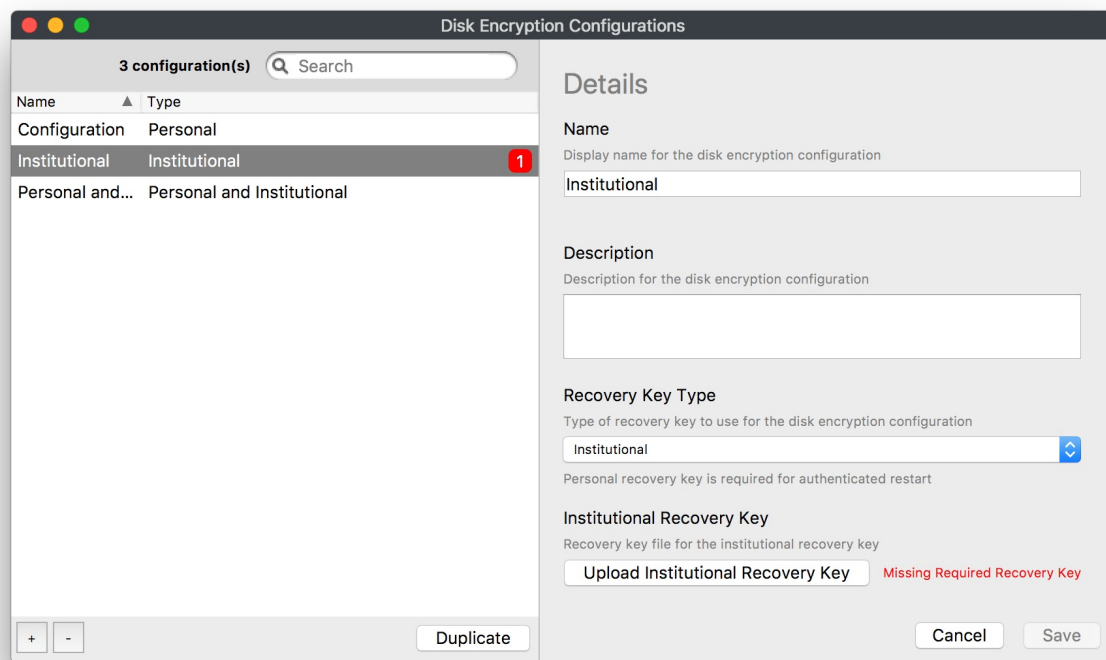 Disk Encryption Configurations
3 configuration(s)
Search
Name Type
Configuration Personal
Institutional Institutional 1
Personal and... Personal and Institutional
+ - Duplicate
Details
Name
Display name for the disk encryption configuration
Institutional
Description
Description for the disk encryption configuration
Recovery Key Type
Type of recovery key to use for the disk encryption configuration
Institutional
Personal recovery key is required for authenticated restart
Institutional Recovery Key
Recovery key file for the institutional recovery key
Upload Institutional Recovery Key Missing Required Recovery Key
Cancel Save